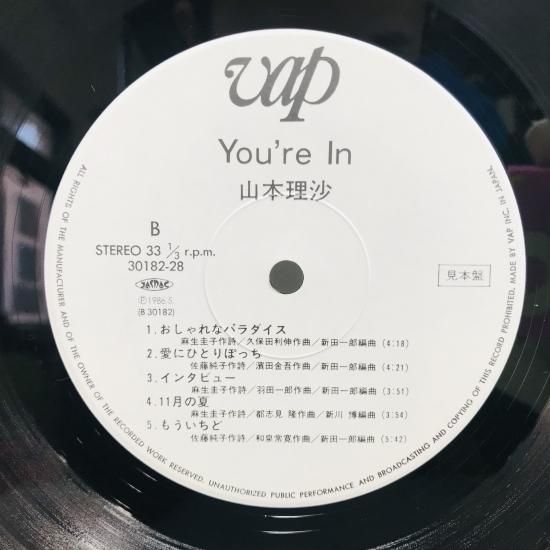 vap
You're In
山本理沙
B
STEREO 33 1/3 r.p.m.
30182-28
JASRAC
Ⓟ1986.5.
(B 30182)
見本盤
1. おしゃれなパラダイス
麻生圭子作詩/久保田利伸作曲/新田一郎編曲 (4:18)
2. 愛にひとりぼっち
佐藤純子作詩/濱田金吾作曲/新田一郎編曲 (4:21)
3. インタビュー
麻生圭子作詩/羽田一郎作曲/新田一郎編曲 (3:51)
4. 11月の夏
麻生圭子作詩/都志見 隆作曲/新川 博編曲 (3:54)
5. もういちど
佐藤純子作詩/和泉常寛作曲/新田一郎編曲 (5:42)
ALL RIGHTS OF THE MANUFACTURER AND OF THE OWNER OF THE RECORDED WORK RESERVED. UNAUTHORIZED PUBLIC PERFORMANCE AND BROADCASTING AND COPYING OF THIS RECORD PROHIBITED. MADE BY VAP INC. IN JAPAN.